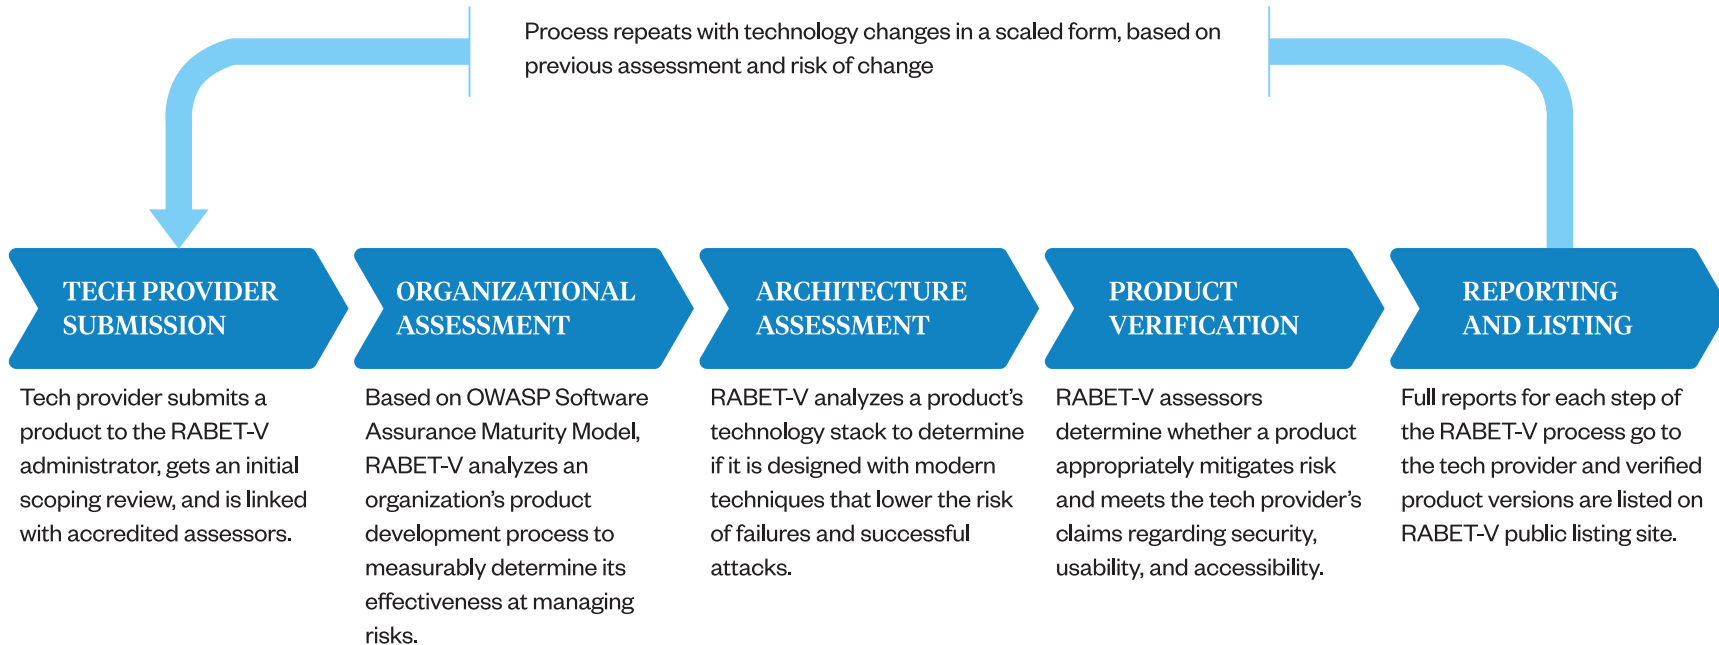 Process repeats with technology changes in a scaled form, based on
previous assessment and risk of change
TECH PROVIDER
SUBMISSION
Tech provider submits a
product to the RABET-V
administrator, gets an initial
scoping review, and is linked
with accredited assessors.
ORGANIZATIONAL
ASSESSMENT
Based on OWASP Software
Assurance Maturity Model,
RABET-V analyzes an
organization’s product
development process to
measurably determine its
effectiveness at managing
risks.
ARCHITECTURE
ASSESSMENT
RABET-V analyzes a product’s
technology stack to determine
if it is designed with modern
techniques that lower the risk
of failures and successful
attacks.
PRODUCT
VERIFICATION
RABET-V assessors
determine whether a product
appropriately mitigates risk
and meets the tech provider’s
claims regarding security,
usability, and accessibility.
REPORTING
AND LISTING
Full reports for each step of
the RABET-V process go to
the tech provider and verified
product versions are listed on
RABET-V public listing site.